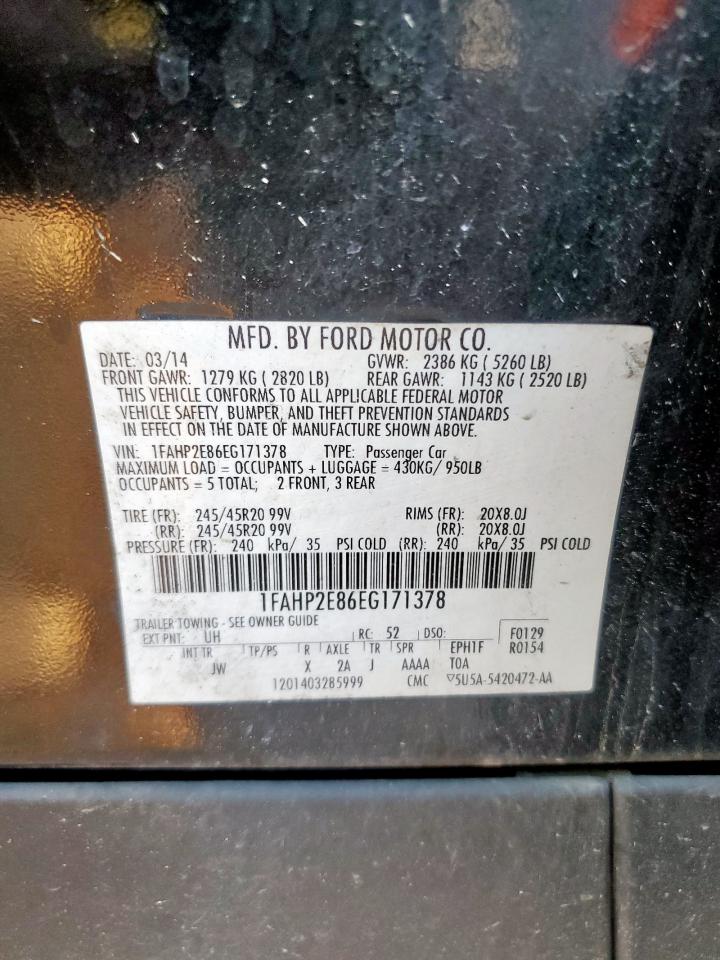 MFD. BY FORD MOTOR CO.
DATE: 03/14 GVWR: 2386 KG ( 5260 LB)
FRONT GAWR: 1279 KG ( 2820 LB) REAR GAWR: 1143 KG ( 2520 LB)
THIS VEHICLE CONFORMS TO ALL APPLICABLE FEDERAL MOTOR
VEHICLE SAFETY, BUMPER, AND THEFT PREVENTION STANDARDS
IN EFFECT ON THE DATE OF MANUFACTURE SHOWN ABOVE.
VIN: 1FAHP2E86EG171378 TYPE: Passenger Car
MAXIMUM LOAD = OCCUPANTS + LUGGAGE = 430KG/ 950LB
OCCUPANTS = 5 TOTAL; 2 FRONT, 3 REAR
TIRE (FR): 245/45R20 99V RIMS (FR): 20X8.0J
(RR): 245/45R20 99V (RR): 20X8.0J
PRESSURE (FR): 240 kPa/ 35 PSI COLD (RR): 240 kPa/ 35 PSI COLD
1FAHP2E86EG171378
TRAILER TOWING - SEE OWNER GUIDE
EXT PNT: UH RC: 52 DSO: F0129
INT TR TP/PS R AXLE TR SPR EPH1F R0154
JW X 2A J AAAA T0A
1201403285999 CMC ▽5U5A-5420472-AA